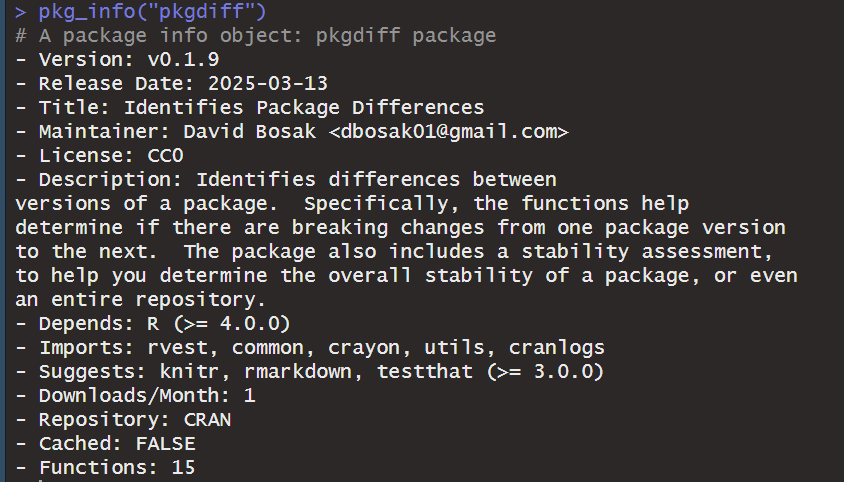 > pkg_info("pkgdiff")
# A package info object: pkgdiff package
- Version: v0.1.9
- Release Date: 2025-03-13
- Title: Identifies Package Differences
- Maintainer: David Bosak <dbosak01@gmail.com>
- License: CC0
- Description: Identifies differences between
versions of a package.  Specifically, the functions help
determine if there are breaking changes from one package version
to the next.  The package also includes a stability assessment,
to help you determine the overall stability of a package, or even
an entire repository.
- Depends: R (>= 4.0.0)
- Imports: rvest, common, crayon, utils, cranlogs
- Suggests: knitr, rmarkdown, testthat (>= 3.0.0)
- Downloads/Month: 1
- Repository: CRAN
- Cached: FALSE
- Functions: 15